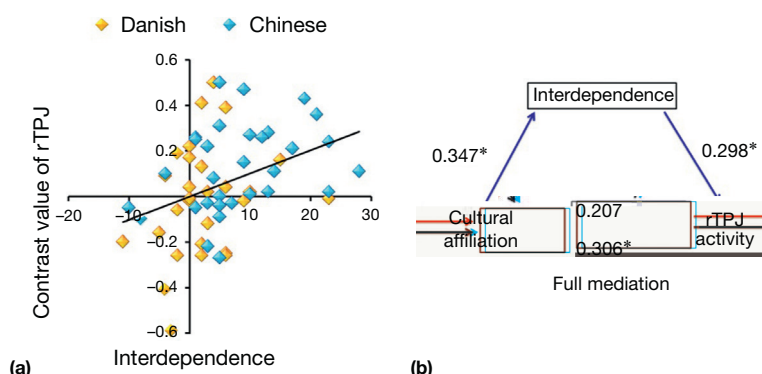 Danish Chinese
0.6
0.4
0.2
0
−20 −10 0 10 20 30
−0.2
−0.4
−0.6
Contrast value of rTPJ
Interdependence
(a)
Interdependence
0.347* 0.298*
Cultural affiliation
0.207
0.306*
rTPJ activity
Full mediation
(b)